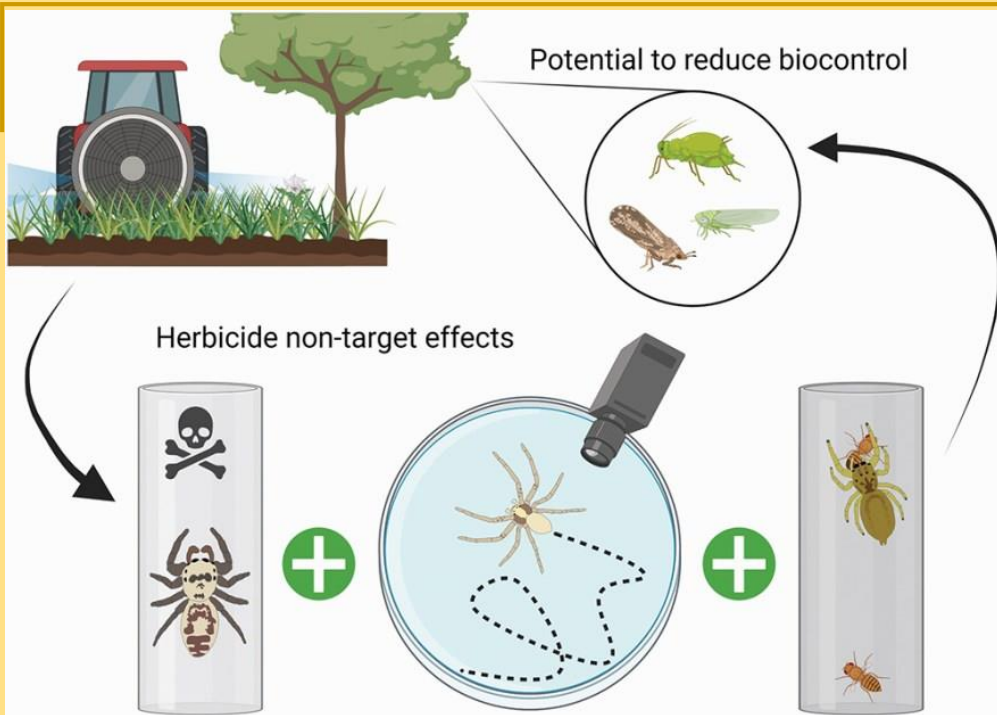 Potential to reduce biocontrol
Herbicide non-target effects